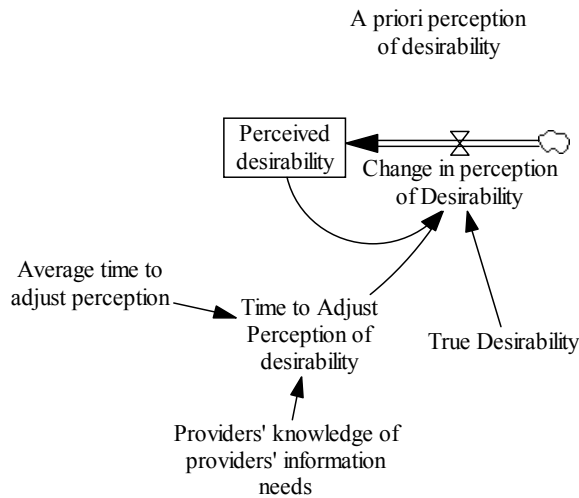 A priori perception
of desirability
Perceived
desirability
Change in perception
of Desirability
Average time to
adjust perception
Time to Adjust
Perception of
desirability
True Desirability
Providers' knowledge of
providers' information
needs